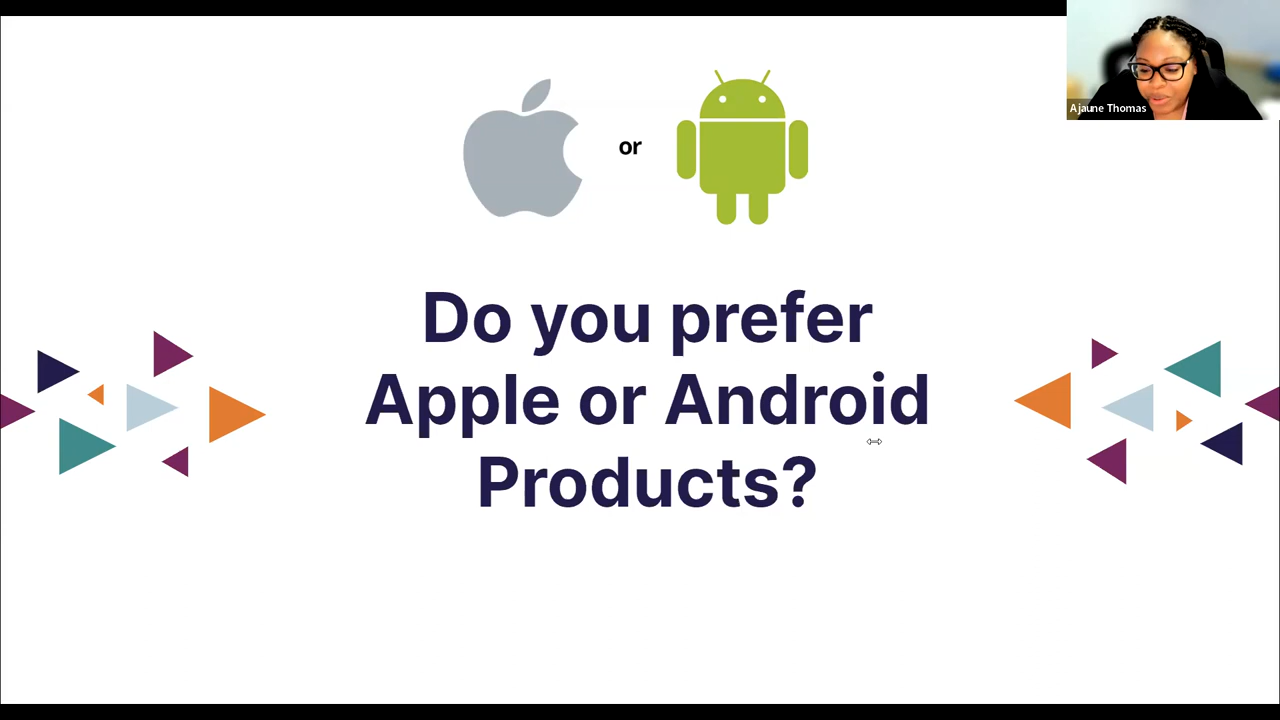 Ajaune Thomas
or
Do you prefer
Apple or Android
Products?